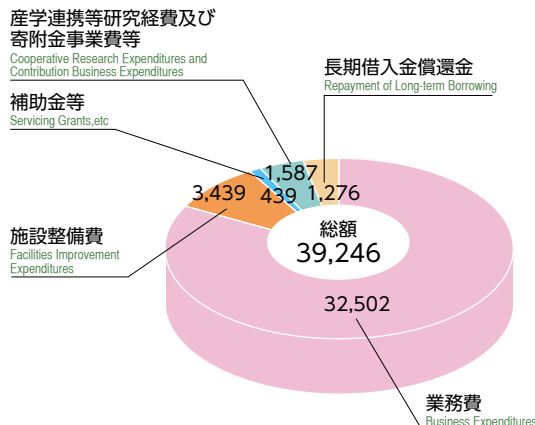 産学連携等研究経費及び
寄附金事業費等
Cooperative Research Expenditures and
Contribution Business Expenditures
長期借入金償還金
Repayment of Long-term Borrowing
補助金等
Servicing Grants,etc
1,587
3,439
439
1,276
施設整備費
Facilities Improvement
Expenditures
総額
39,246
32,502
業務費
Business Expenditures